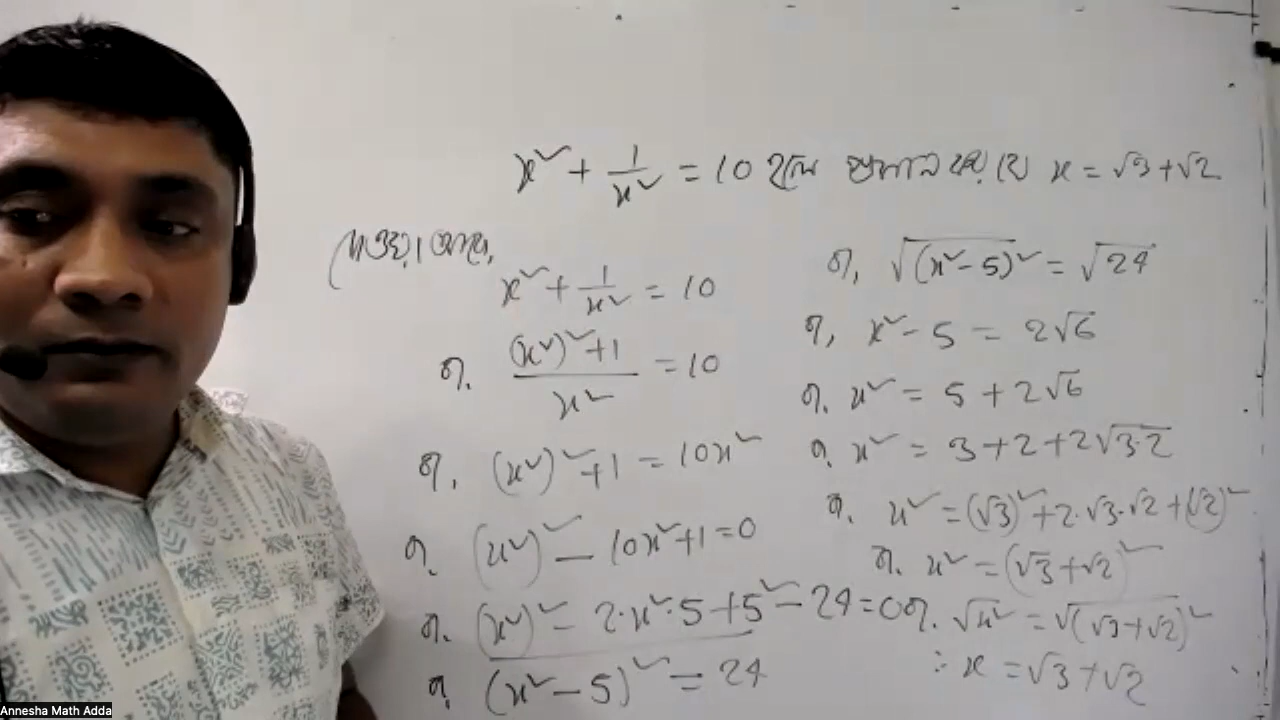 x² + 1/x² = 10 হলে প্রমাণ কর যে x = √3 + √2
দেওয়া আছে,
x² + 1/x² = 10
বা, ((x²)² + 1)/x² = 10
বা, (x²)² + 1 = 10x²
বা, (x²)² − 10x² + 1 = 0
বা, (x²)² − 2·x²·5 + 5² − 24 = 0
বা, (x² − 5)² = 24
বা, √(x² − 5)² = √24
বা, x² − 5 = 2√6
বা, x² = 5 + 2√6
বা, x² = 3 + 2 + 2√3·2
বা, x² = (√3)² + 2·√3·√2 + (√2)²
বা, x² = (√3 + √2)²
বা, √x² = √(√3 + √2)²
∴ x = √3 + √2
Annesha Math Adda